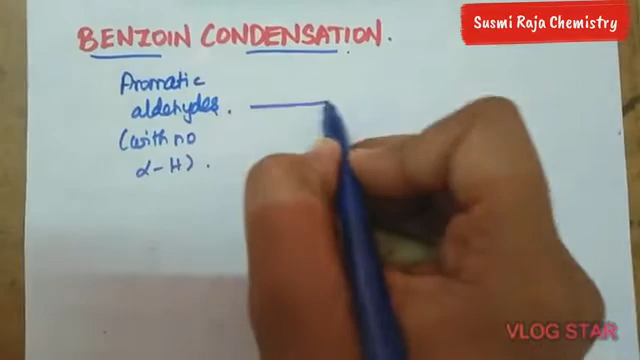 Susmi Raja Chemistry
BENZOIN CONDENSATION.
Aromatic
aldehydes.
(with no
α-H).
VLOG STAR